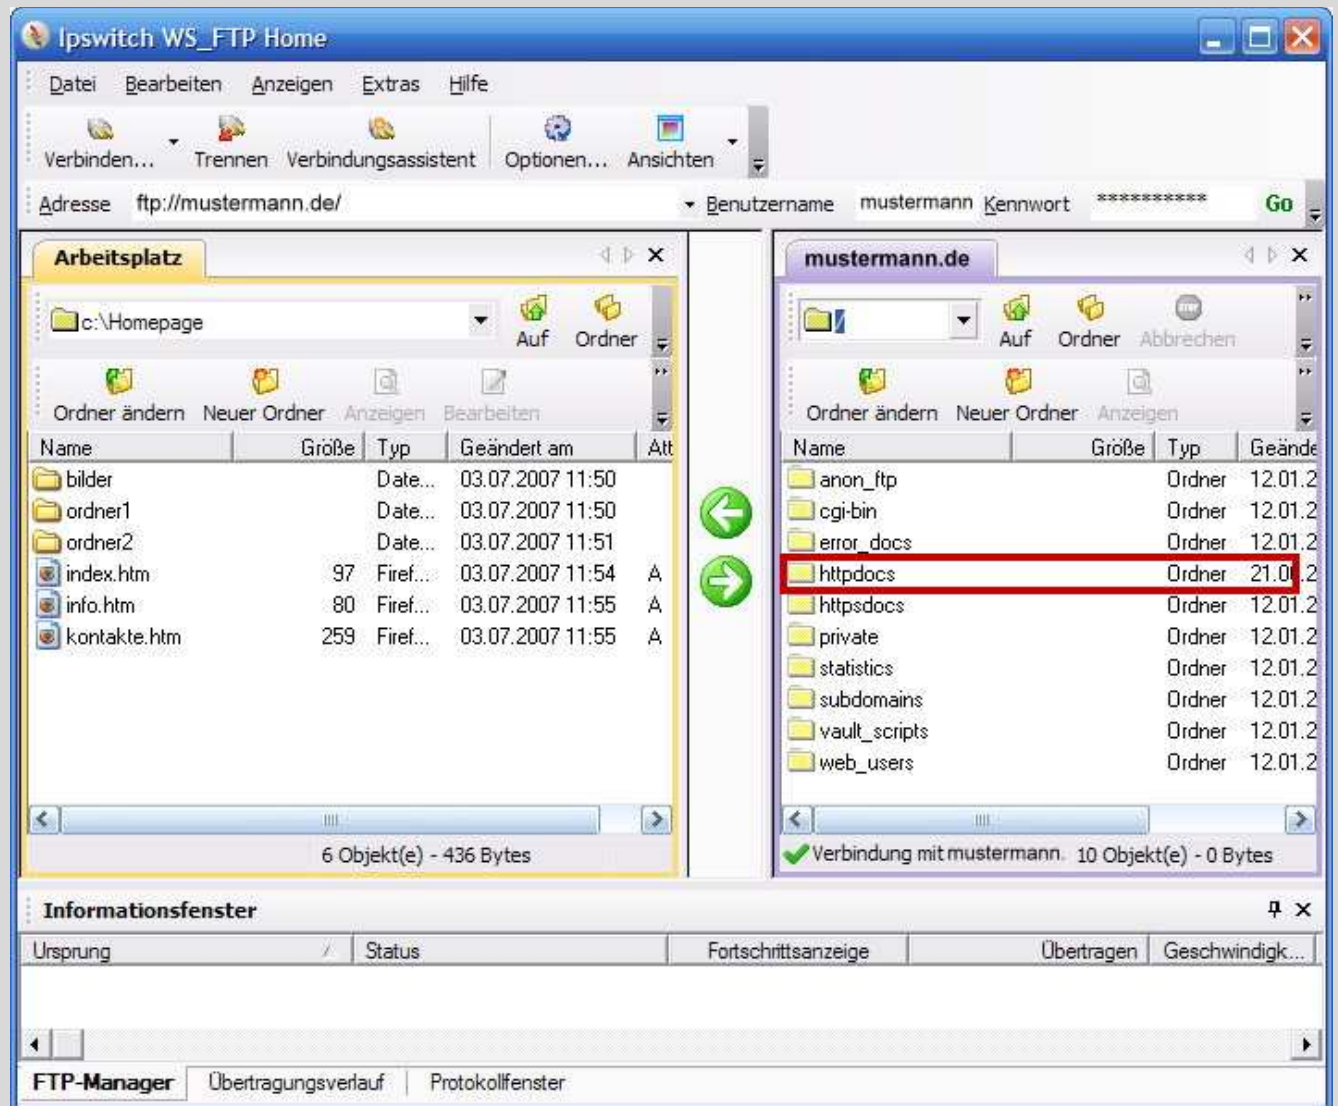 Ipswitch WS_FTP Home
Datei Bearbeiten Anzeigen Extras Hilfe
Verbinden... Trennen Verbindungsassistent Optionen... Ansichten
Adresse ftp://mustermann.de/ Benutzername mustermann Kennwort ********** Go
Arbeitsplatz
c:\Homepage Auf Ordner
Ordner ändern Neuer Ordner Anzeigen Bearbeiten
Name Größe Typ Geändert am Att
bilder Date... 03.07.2007 11:50
ordner1 Date... 03.07.2007 11:50
ordner2 Date... 03.07.2007 11:51
index.htm 97 Firef... 03.07.2007 11:54 A
info.htm 80 Firef... 03.07.2007 11:55 A
kontakte.htm 259 Firef... 03.07.2007 11:55 A
6 Objekt(e) - 436 Bytes
mustermann.de
/ Auf Ordner Abbrechen
Ordner ändern Neuer Ordner Anzeigen
Name Größe Typ Geände
anon_ftp Ordner 12.01.2
cgi-bin Ordner 12.01.2
error_docs Ordner 12.01.2
httpdocs Ordner
httpsdocs Ordner 12.01.2
private Ordner 12.01.2
statistics Ordner 12.01.2
subdomains Ordner 12.01.2
vault_scripts Ordner 12.01.2
web_users Ordner 12.01.2
Verbindung mit mustermann. 10 Objekt(e) - 0 Bytes
Informationsfenster
Ursprung Status Fortschrittsanzeige Übertragen Geschwindigk...
FTP-Manager Übertragungsverlauf Protokollfenster